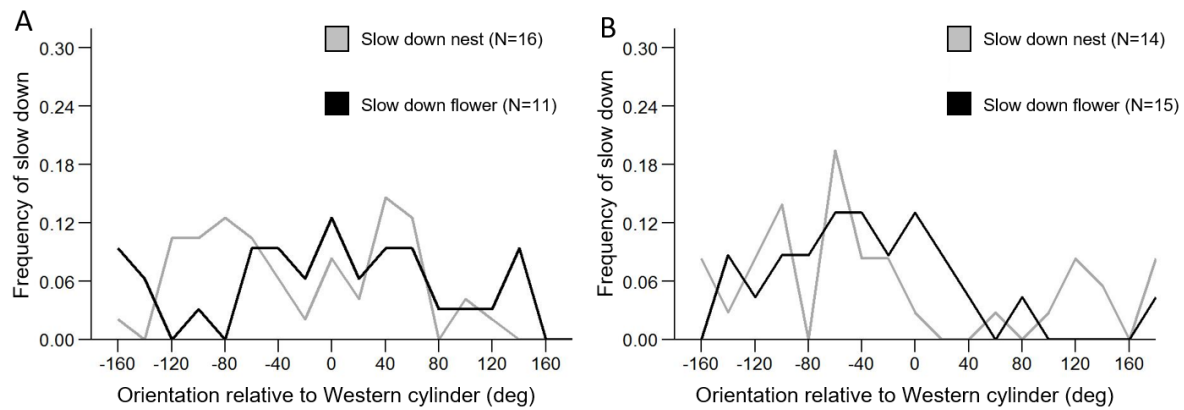 A
Slow down nest (N=16)
Slow down flower (N=11)
Frequency of slow down
0.30
0.24
0.18
0.12
0.06
0.00
-160 -120 -80 -40 0 40 80 120 160
Orientation relative to Western cylinder (deg)
B
Slow down nest (N=14)
Slow down flower (N=15)
Frequency of slow down
0.30
0.24
0.18
0.12
0.06
0.00
-160 -120 -80 -40 0 40 80 120 160
Orientation relative to Western cylinder (deg)